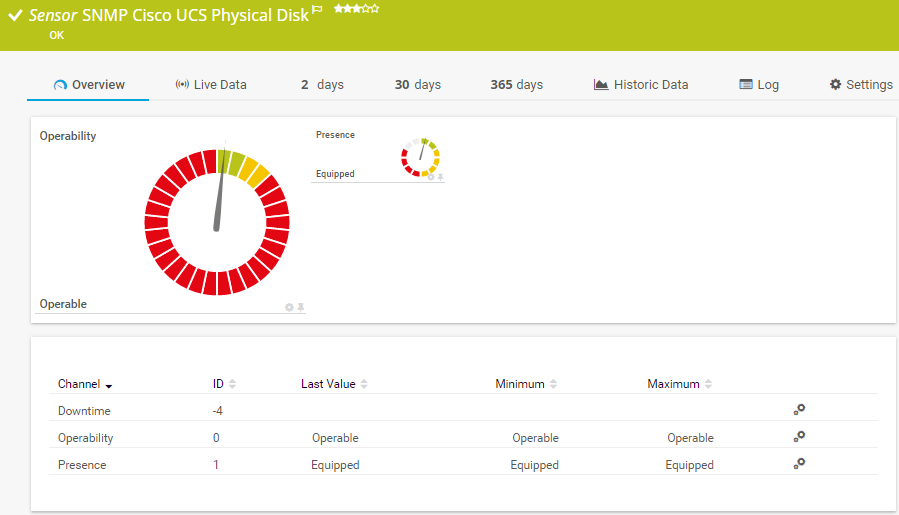 Sensor SNMP Cisco UCS Physical Disk
OK
Overview Live Data 2 days 30 days 365 days Historic Data Log Settings
Operability
Presence
Equipped
Operable
Channel ID Last Value Minimum Maximum
Downtime -4
Operability 0 Operable Operable Operable
Presence 1 Equipped Equipped Equipped